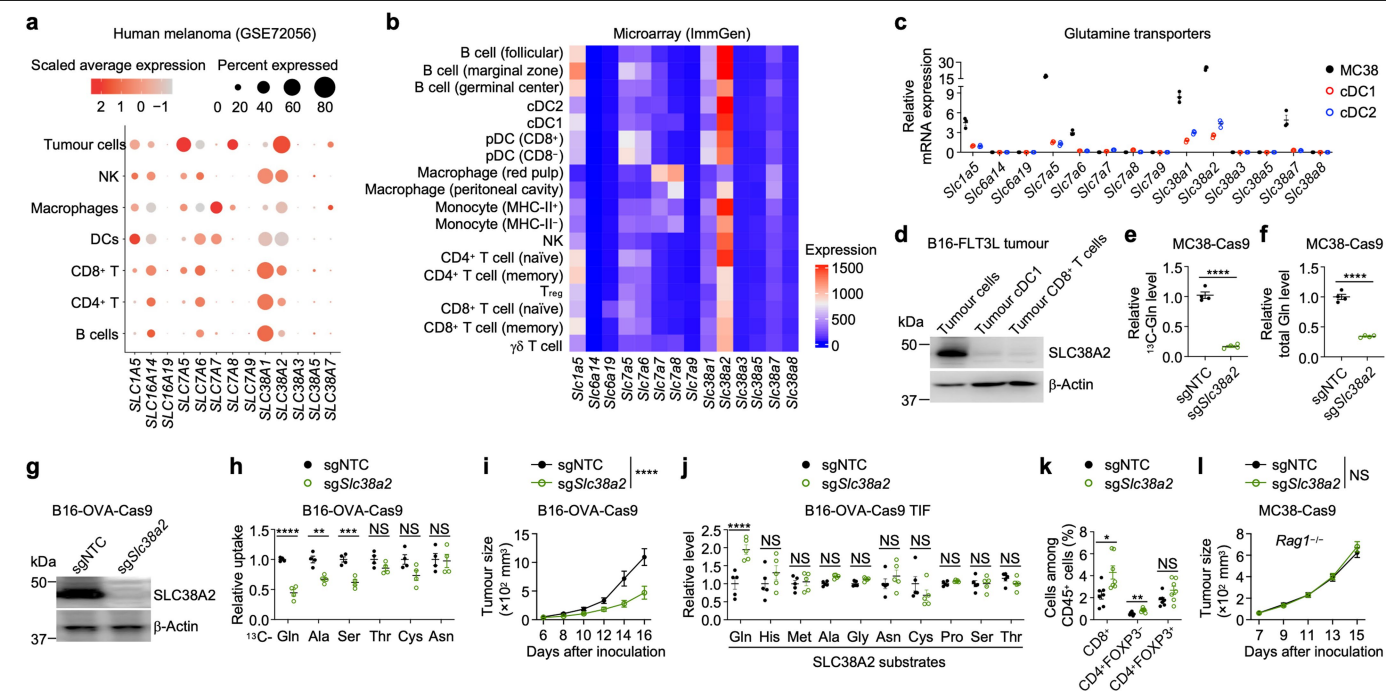 a
Human melanoma (GSE72056)
Scaled average expression
Percent expressed
2 1 0 −1
0 20 40 60 80
Tumour cells
NK
Macrophages
DCs
CD8+ T
CD4+ T
B cells
SLC1A5
SLC16A14
SLC16A19
SLC7A5
SLC7A6
SLC7A7
SLC7A8
SLC7A9
SLC38A1
SLC38A2
SLC38A3
SLC38A5
SLC38A7
b
Microarray (ImmGen)
B cell (follicular)
B cell (marginal zone)
B cell (germinal center)
cDC2
cDC1
pDC (CD8+)
pDC (CD8−)
Macrophage (red pulp)
Macrophage (peritoneal cavity)
Monocyte (MHC-II+)
Monocyte (MHC-II−)
NK
CD4+ T cell (naïve)
CD4+ T cell (memory)
Treg
CD8+ T cell (naïve)
CD8+ T cell (memory)
γδ T cell
Slc1a5
Slc6a14
Slc6a19
Slc7a5
Slc7a6
Slc7a7
Slc7a8
Slc7a9
Slc38a1
Slc38a2
Slc38a3
Slc38a5
Slc38a7
Slc38a8
Expression
1500
1000
500
0
c
Glutamine transporters
Relative
mRNA expression
30
15
9
6
3
0
MC38
cDC1
cDC2
Slc1a5
Slc6a14
Slc6a19
Slc7a5
Slc7a6
Slc7a7
Slc7a8
Slc7a9
Slc38a1
Slc38a2
Slc38a3
Slc38a5
Slc38a7
Slc38a8
d
B16-FLT3L tumour
Tumour cells
Tumour cDC1
Tumour CD8+ T cells
kDa
50
37
SLC38A2
β-Actin
e
MC38-Cas9
Relative
13C-Gln level
1.5
1.0
0.5
0.0
****
sgNTC
sgSlc38a2
f
MC38-Cas9
Relative
total Gln level
1.5
1.0
0.5
0.0
****
sgNTC
sgSlc38a2
g
B16-OVA-Cas9
sgNTC
sgSlc38a2
kDa
50
37
SLC38A2
β-Actin
h
sgNTC
sgSlc38a2
B16-OVA-Cas9
Relative uptake
1.5
1.0
0.5
0.0
**** ** *** NS NS NS
13C- Gln Ala Ser Thr Cys Asn
i
sgNTC
sgSlc38a2
****
B16-OVA-Cas9
Tumour size
(×10² mm³)
15
10
5
0
6 8 10 12 14 16
Days after inoculation
j
sgNTC
sgSlc38a2
B16-OVA-Cas9 TIF
Relative level
2.5
2.0
1.5
1.0
0.5
0.0
**** NS NS NS NS NS NS NS NS NS
Gln His Met Ala Gly Asn Cys Pro Ser Thr
SLC38A2 substrates
k
sgNTC
sgSlc38a2
Cells among
CD45+ cells (%)
8
6
4
2
0
* ** NS
CD8+
CD4+FOXP3−
CD4+FOXP3+
l
sgNTC
sgSlc38a2
NS
MC38-Cas9
Rag1−/−
Tumour size
(×10² mm³)
8
6
4
2
0
7 9 11 13 15
Days after inoculation